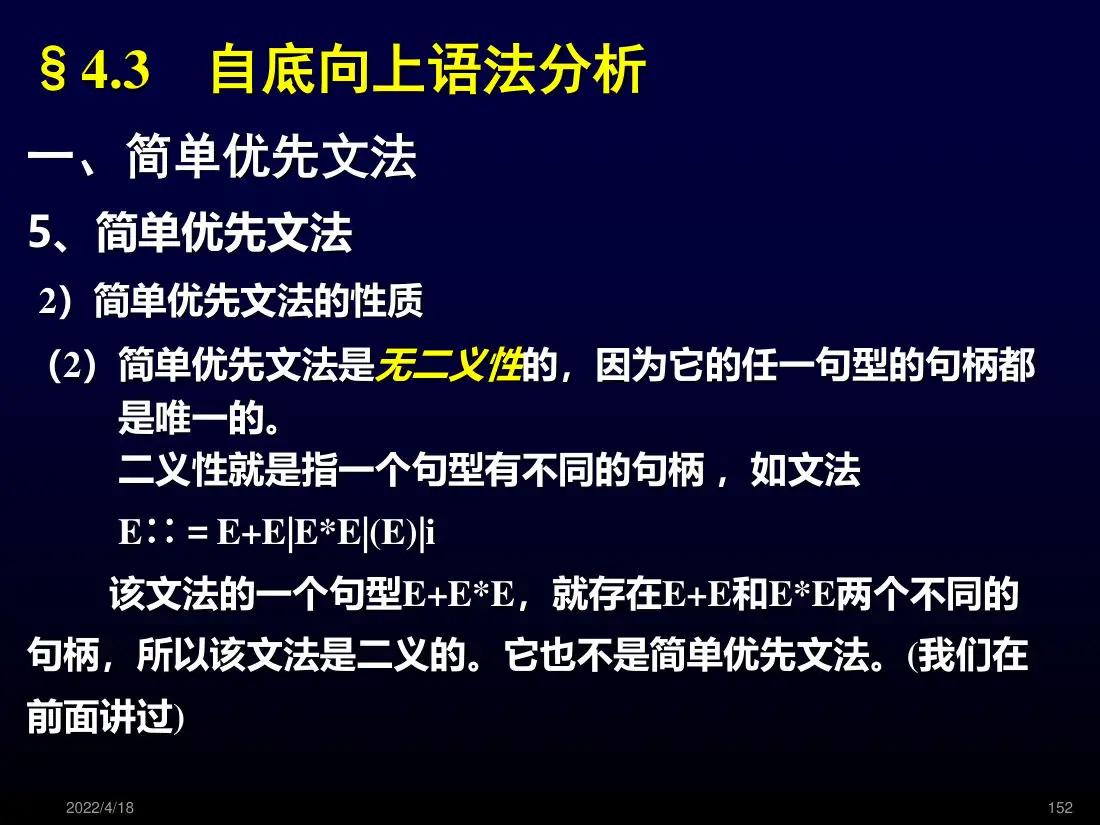 §4.3 自底向上语法分析
一、简单优先文法
5、简单优先文法
2）简单优先文法的性质
（2）简单优先文法是无二义性的，因为它的任一句型的句柄都
是唯一的。
二义性就是指一个句型有不同的句柄 ，如文法
E∷＝E+E|E*E|(E)|i
该文法的一个句型E+E*E，就存在E+E和E*E两个不同的
句柄，所以该文法是二义的。它也不是简单优先文法。(我们在
前面讲过)
2022/4/18
152